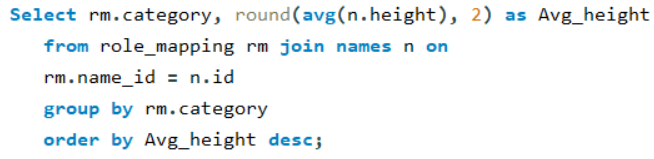 Select rm.category, round(avg(n.height), 2) as Avg_height
from role_mapping rm join names n on
rm.name_id = n.id
group by rm.category
order by Avg_height desc;